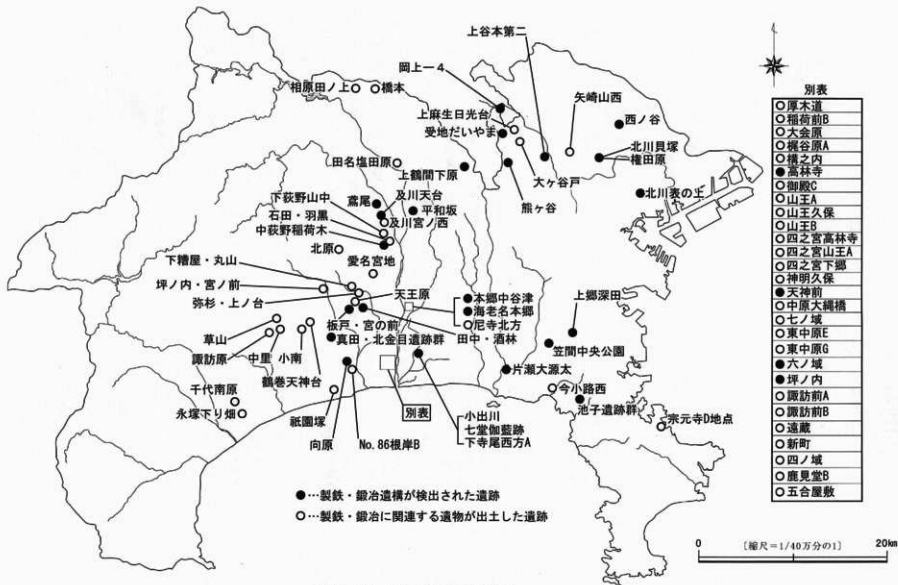 上谷本第二
岡上一4
矢崎山西
相原田ノ上
橋本
上麻生日光台
受地だいやま
西ノ谷
田名塩田原
上鶴間下原
北川貝塚
権田原
大ヶ谷戸
熊ヶ谷
北川表の上
及川天台
下荻野山中
鳶尾
平和坂
石田・羽黒
及川宮ノ西
中荻野稲荷木
北原
愛名宮地
下糟屋・丸山
坪ノ内・宮ノ前
天王原
弥杉・上ノ台
本郷中谷津
海老名本郷
尼寺北方
上郷深田
板戸・宮の前
田中・酒林
笠間中央公園
真田・北金目遺跡群
草山
諏訪原
中里
小南
鶴巻天神台
片瀬大源太
今小路西
池子遺跡群
千代南原
永塚下り畑
祇園塚
別表
小出川
七堂伽藍跡
下寺尾西方A
宗元寺D地点
向原
No.86根岸B
●…製鉄・鍛冶遺構が検出された遺跡
○…製鉄・鍛冶に関連する遺物が出土した遺跡
別表
○厚木道
○稲荷前B
○大会原
○梶谷原A
○構之内
●高林寺
○御殿C
○山王A
○山王久保
○山王B
○四之宮高林寺
○四之宮山王A
○四之宮下郷
○神明久保
●天神前
○中原大縄橋
○七ノ域
○東中原E
○東中原G
●六ノ域
●坪ノ内
○諏訪前A
○諏訪前B
○遠蔵
○新町
○四ノ域
○鹿見堂B
○五合屋敷
0 [縮尺=1/40万分の1] 20km